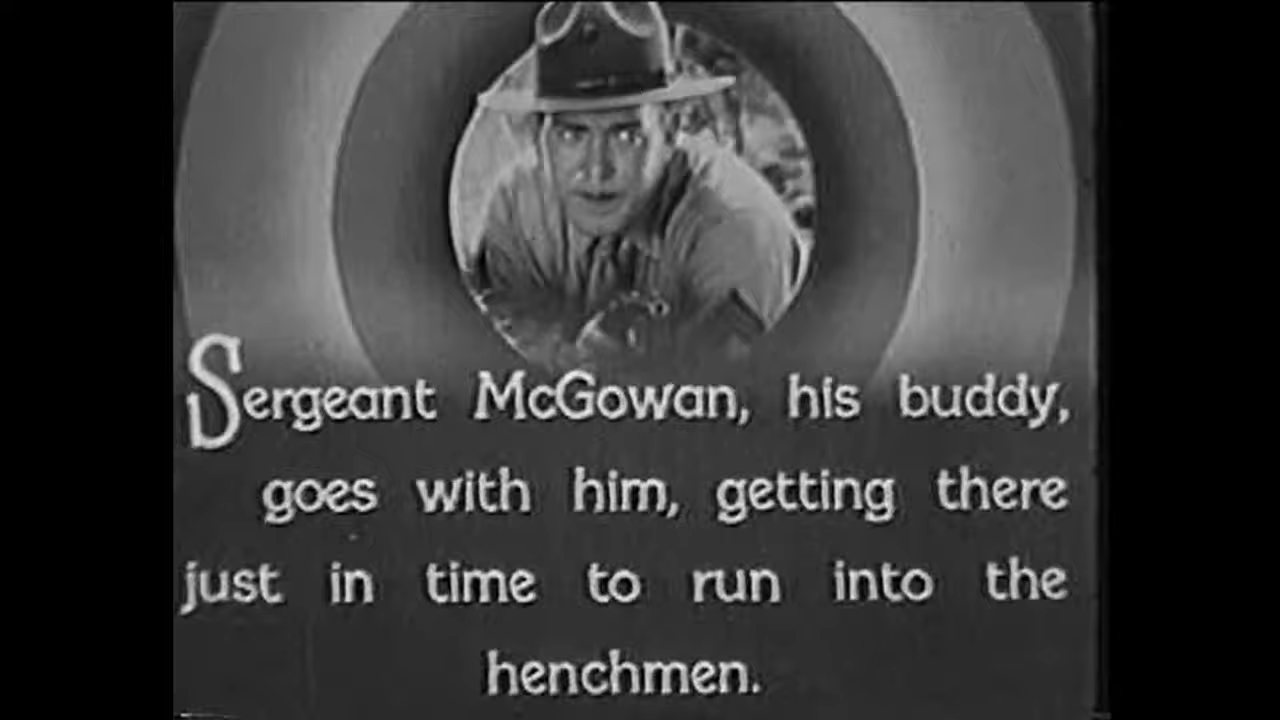 Sergeant McGowan, his buddy,
goes with him, getting there
just in time to run into the
henchmen.